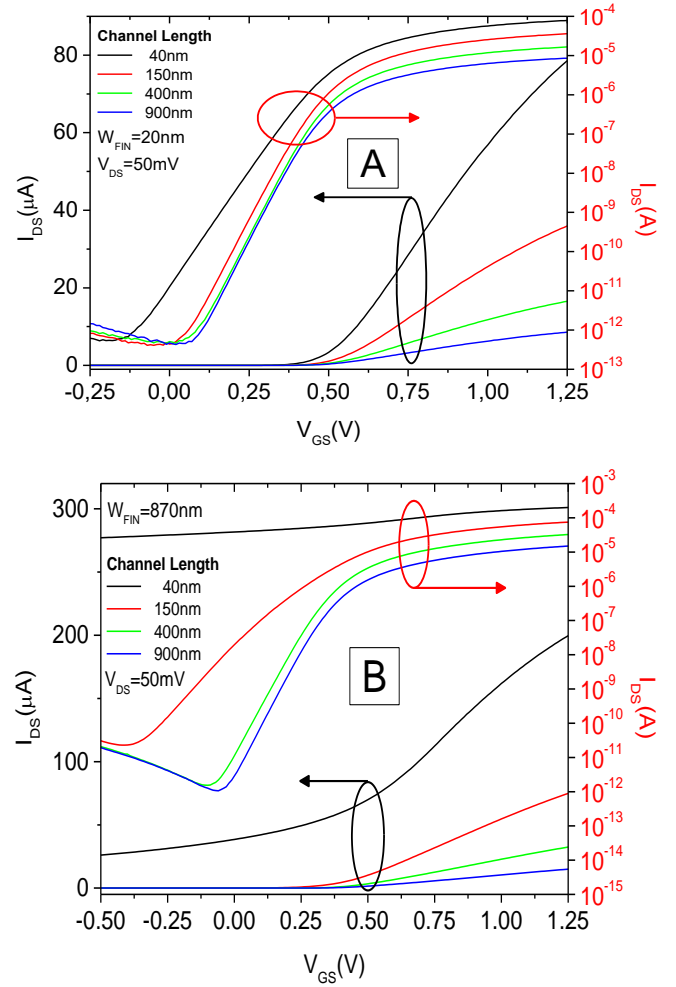 Channel Length
40nm
150nm
400nm
900nm
W_FIN=20nm
V_DS=50mV
A
I_DS(µA)
80
60
40
20
0
I_DS(A)
10^-4
10^-5
10^-6
10^-7
10^-8
10^-9
10^-10
10^-11
10^-12
10^-13
-0,25
0,00
0,25
0,50
0,75
1,00
1,25
V_GS(V)
W_FIN=870nm
Channel Length
40nm
150nm
400nm
900nm
V_DS=50mV
B
I_DS(µA)
300
200
100
0
I_DS(A)
10^-3
10^-4
10^-5
10^-6
10^-7
10^-8
10^-9
10^-10
10^-11
10^-12
10^-13
10^-14
10^-15
-0.50
-0.25
0.00
0.25
0.50
0.75
1.00
1.25
V_GS(V)